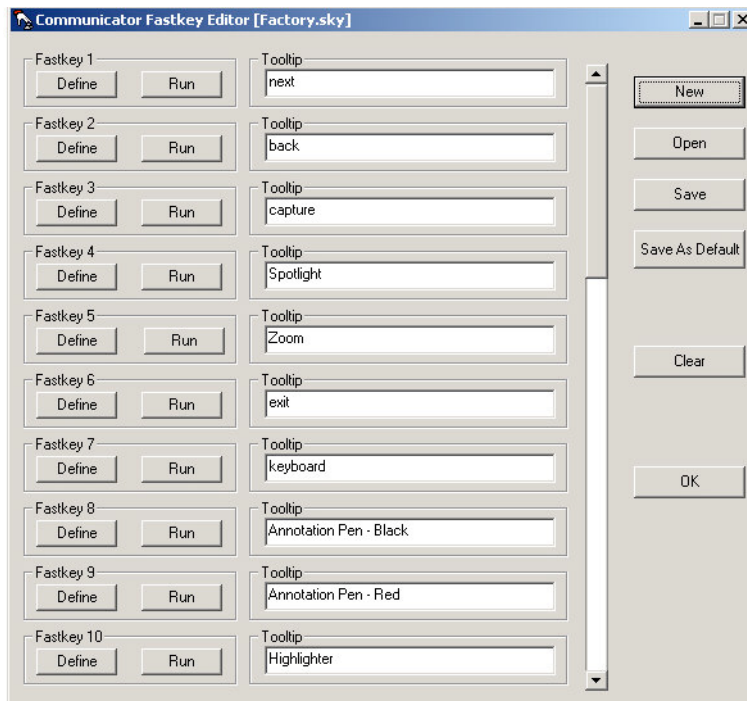 Communicator Fastkey Editor [Factory.sky]
Fastkey 1
Define
Run
Tooltip
next
Fastkey 2
Define
Run
Tooltip
back
Fastkey 3
Define
Run
Tooltip
capture
Fastkey 4
Define
Run
Tooltip
Spotlight
Fastkey 5
Define
Run
Tooltip
Zoom
Fastkey 6
Define
Run
Tooltip
exit
Fastkey 7
Define
Run
Tooltip
keyboard
Fastkey 8
Define
Run
Tooltip
Annotation Pen - Black
Fastkey 9
Define
Run
Tooltip
Annotation Pen - Red
Fastkey 10
Define
Run
Tooltip
Highlighter
New
Open
Save
Save As Default
Clear
OK